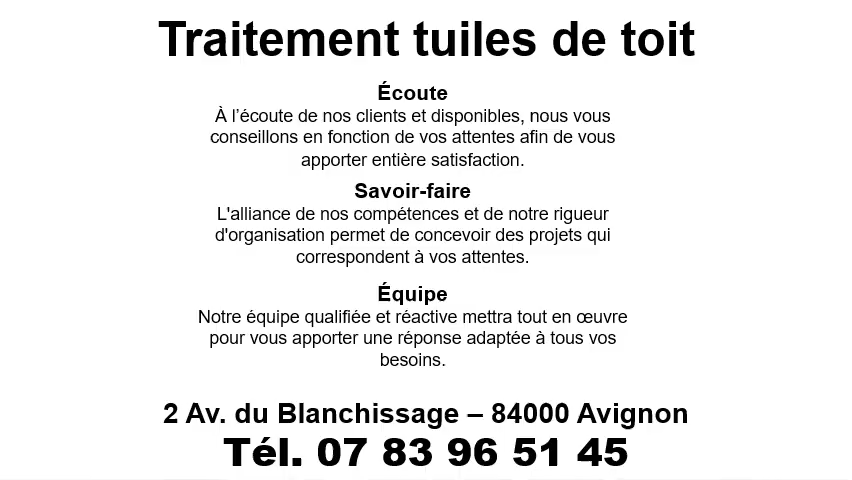 Traitement tuiles de toit
Écoute
À l’écoute de nos clients et disponibles, nous vous
conseillons en fonction de vos attentes afin de vous
apporter entière satisfaction.
Savoir-faire
L'alliance de nos compétences et de notre rigueur
d'organisation permet de concevoir des projets qui
correspondent à vos attentes.
Équipe
Notre équipe qualifiée et réactive mettra tout en œuvre
pour vous apporter une réponse adaptée à tous vos
besoins.
2 Av. du Blanchissage – 84000 Avignon
Tél. 07 83 96 51 45